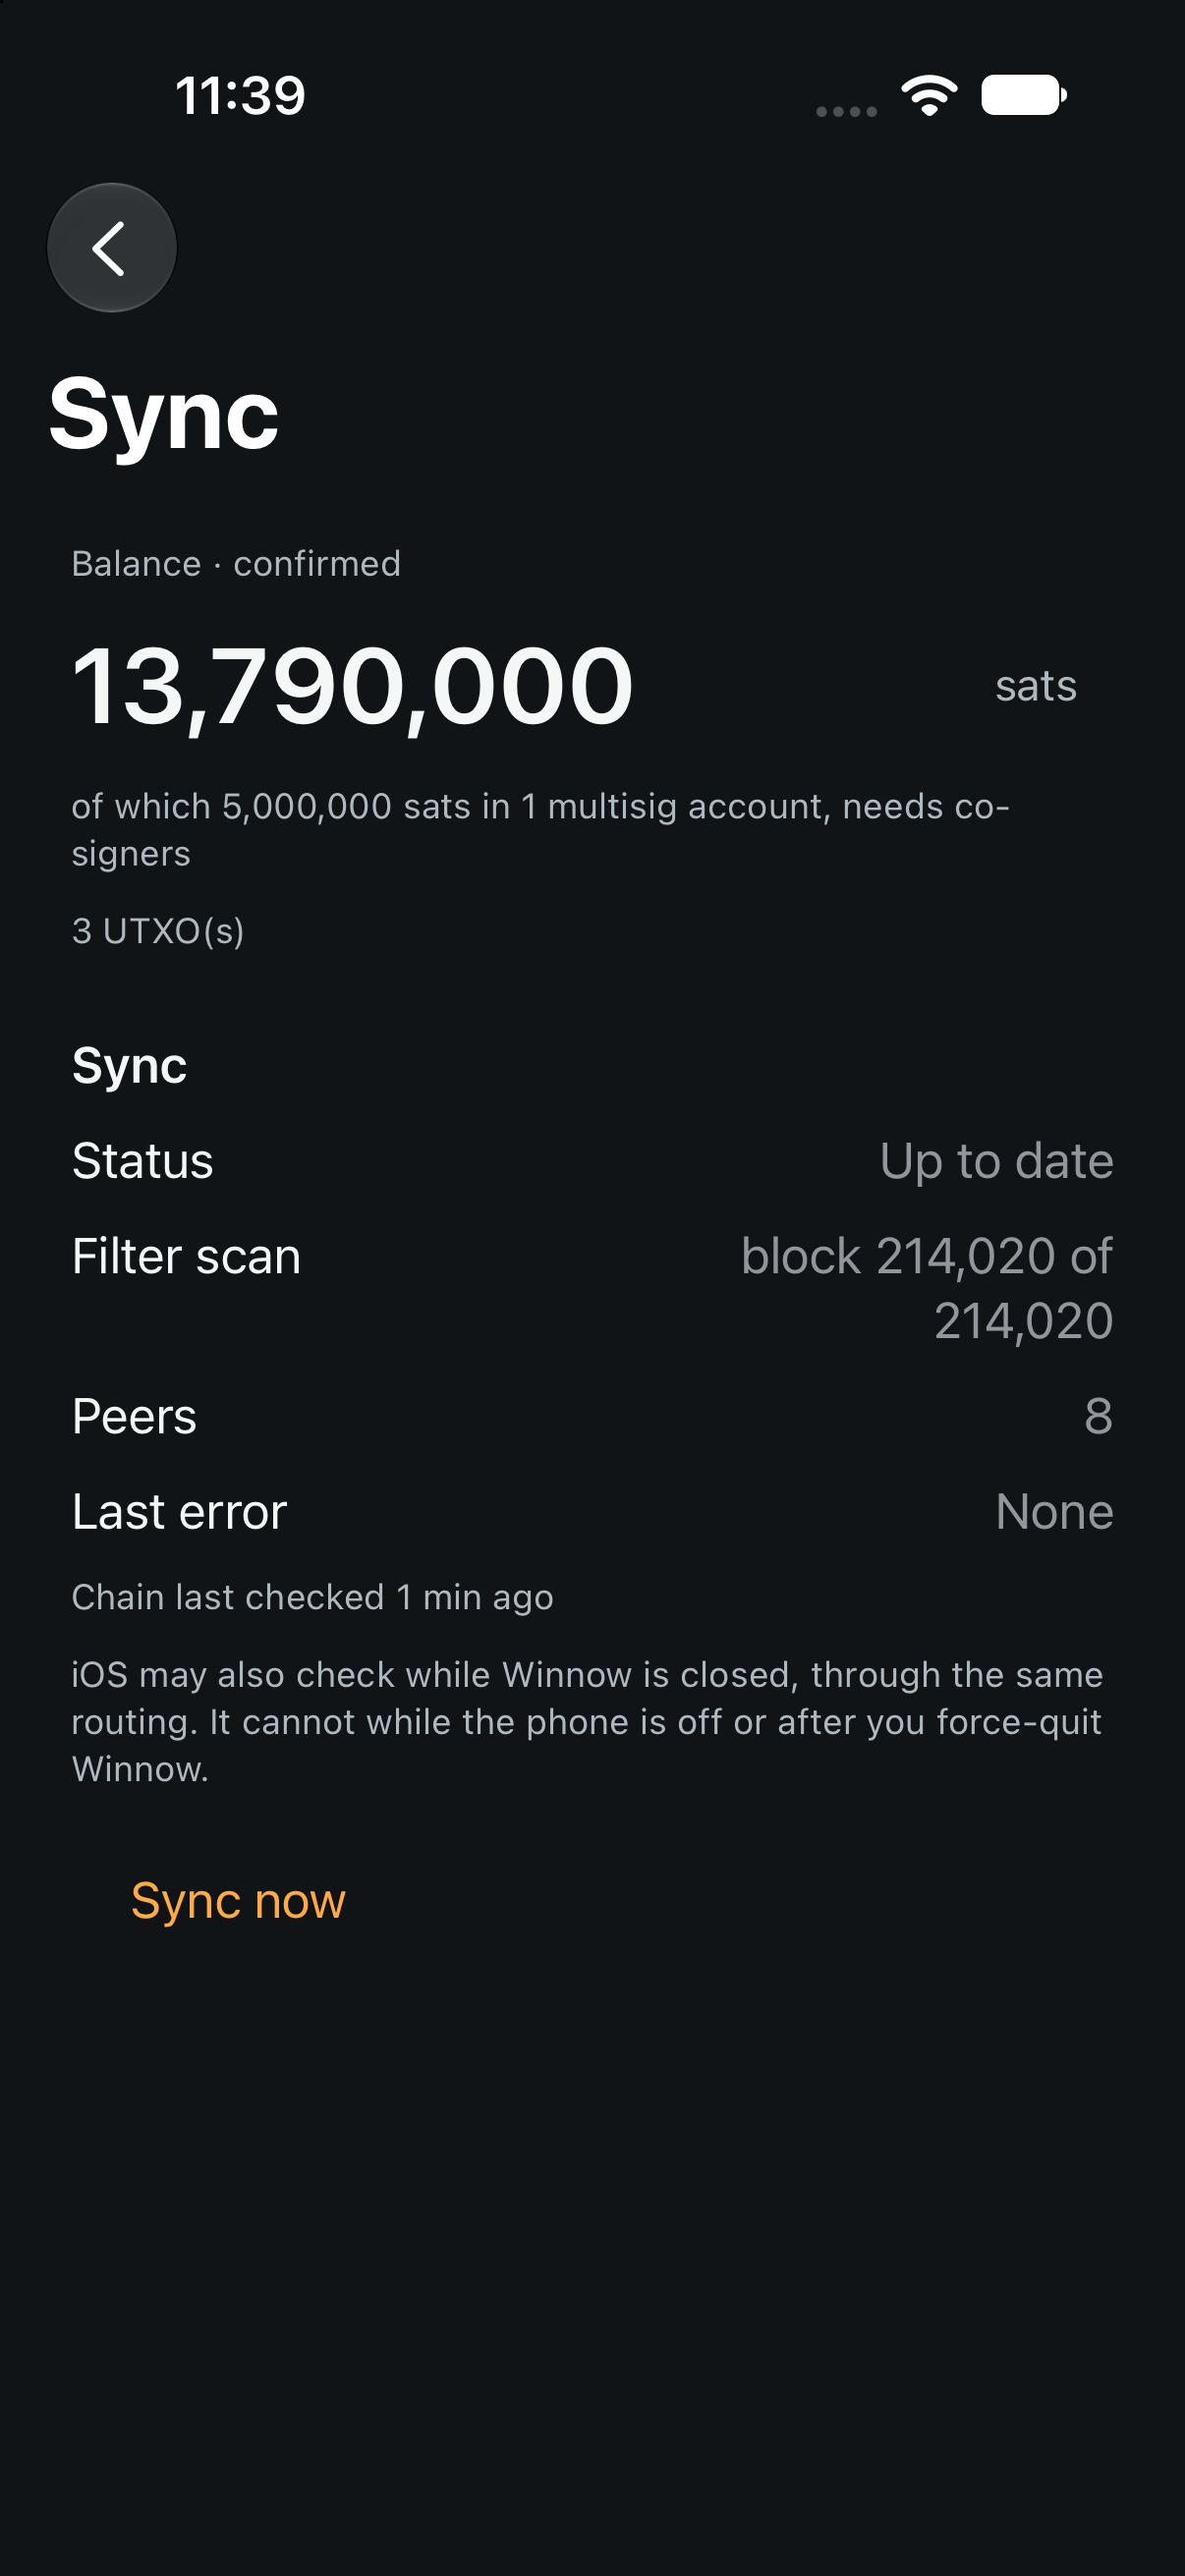 11:39
Sync
Balance · confirmed
13,790,000 sats
of which 5,000,000 sats in 1 multisig account, needs co-
signers
3 UTXO(s)
Sync
Status Up to date
Filter scan block 214,020 of
214,020
Peers 8
Last error None
Chain last checked 1 min ago
iOS may also check while Winnow is closed, through the same
routing. It cannot while the phone is off or after you force-quit
Winnow.
Sync now